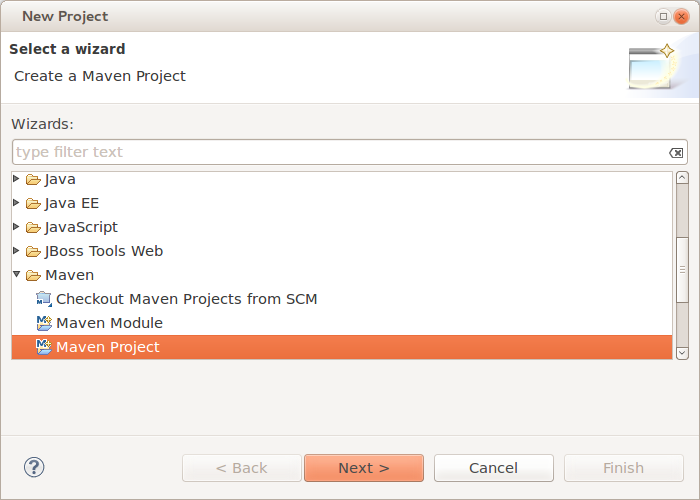 New Project
Select a wizard
Create a Maven Project
Wizards:
type filter text
Java
Java EE
JavaScript
JBoss Tools Web
Maven
Checkout Maven Projects from SCM
Maven Module
Maven Project
< Back Next > Cancel Finish